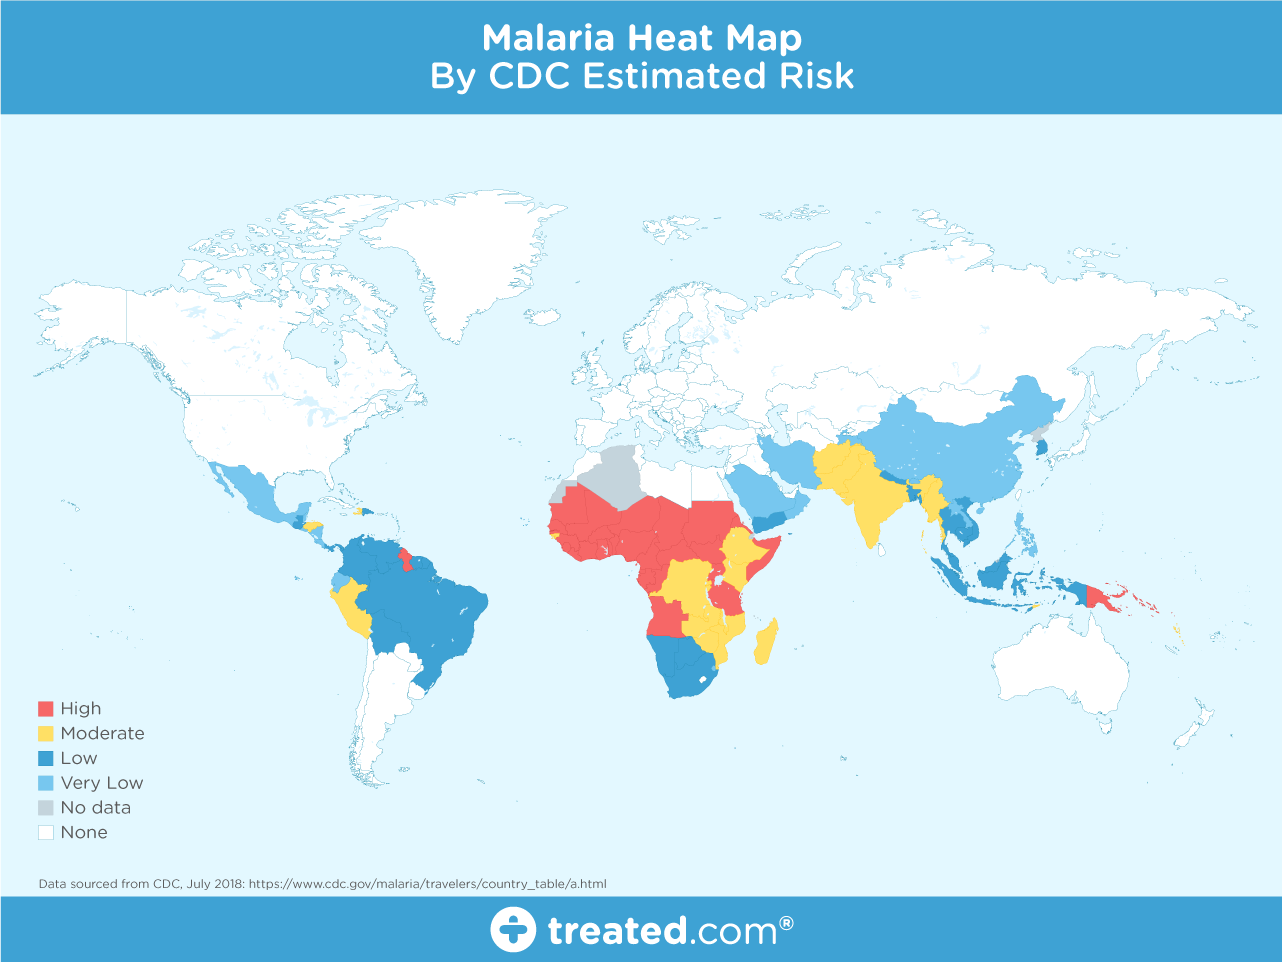 Malaria Heat Map
By CDC Estimated Risk
High
Moderate
Low
Very Low
No data
None
Data sourced from CDC, July 2018: https://www.cdc.gov/malaria/travelers/country_table/a.html
treated.com®